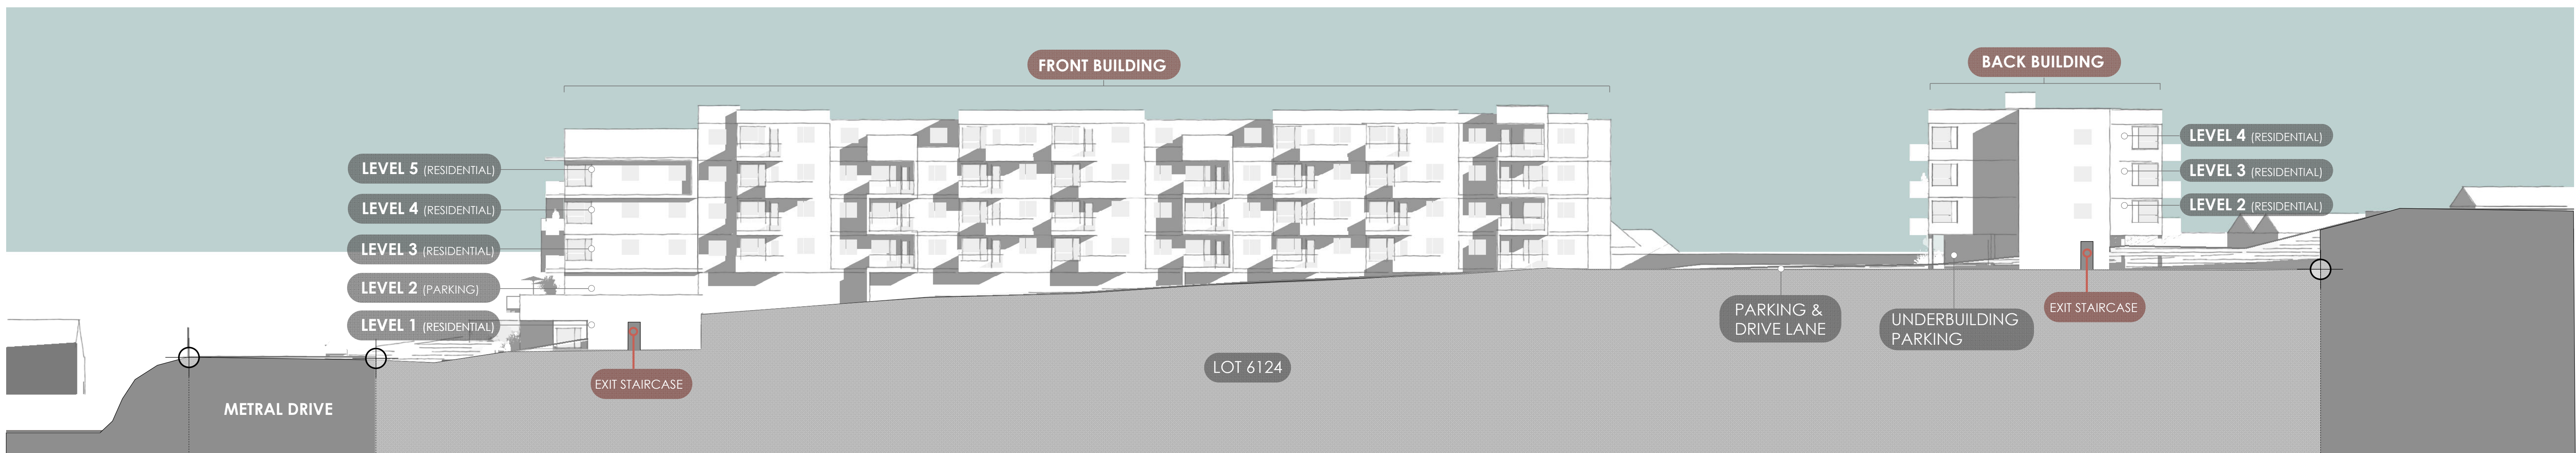 FRONT BUILDING
BACK BUILDING
LEVEL 5 (RESIDENTIAL)
LEVEL 4 (RESIDENTIAL)
LEVEL 3 (RESIDENTIAL)
LEVEL 2 (PARKING)
LEVEL 1 (RESIDENTIAL)
LEVEL 4 (RESIDENTIAL)
LEVEL 3 (RESIDENTIAL)
LEVEL 2 (RESIDENTIAL)
EXIT STAIRCASE
METRAL DRIVE
LOT 6124
PARKING &
DRIVE LANE
UNDERBUILDING
PARKING
EXIT STAIRCASE